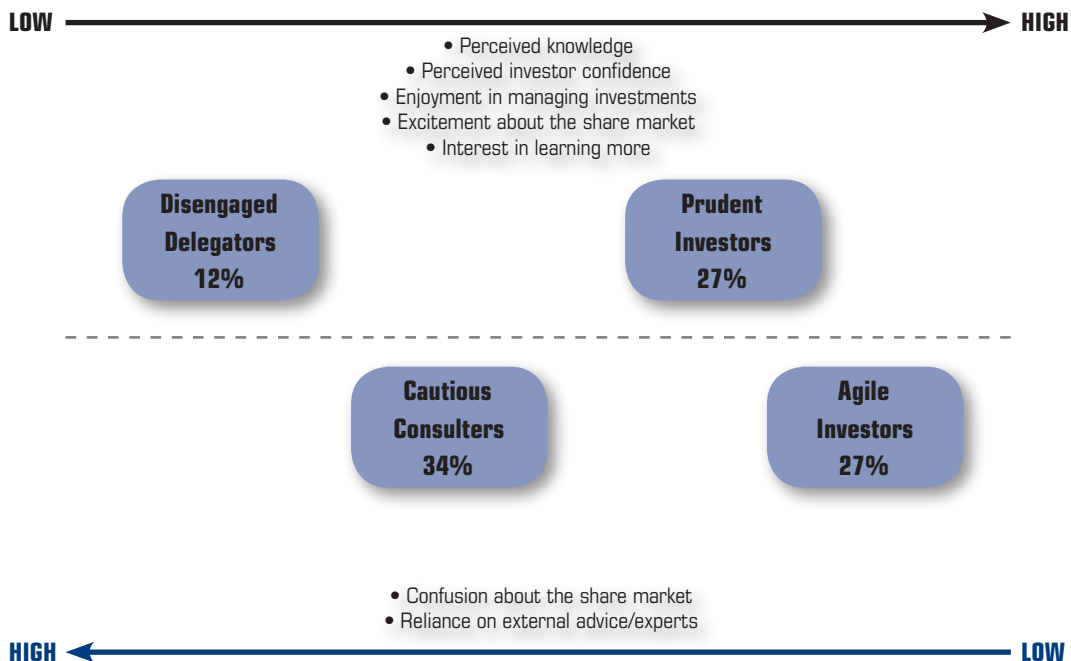 LOW HIGH
• Perceived knowledge
• Perceived investor confidence
• Enjoyment in managing investments
• Excitement about the share market
• Interest in learning more
Disengaged
Delegators
12%
Prudent
Investors
27%
Cautious
Consulters
34%
Agile
Investors
27%
• Confusion about the share market
• Reliance on external advice/experts
HIGH LOW